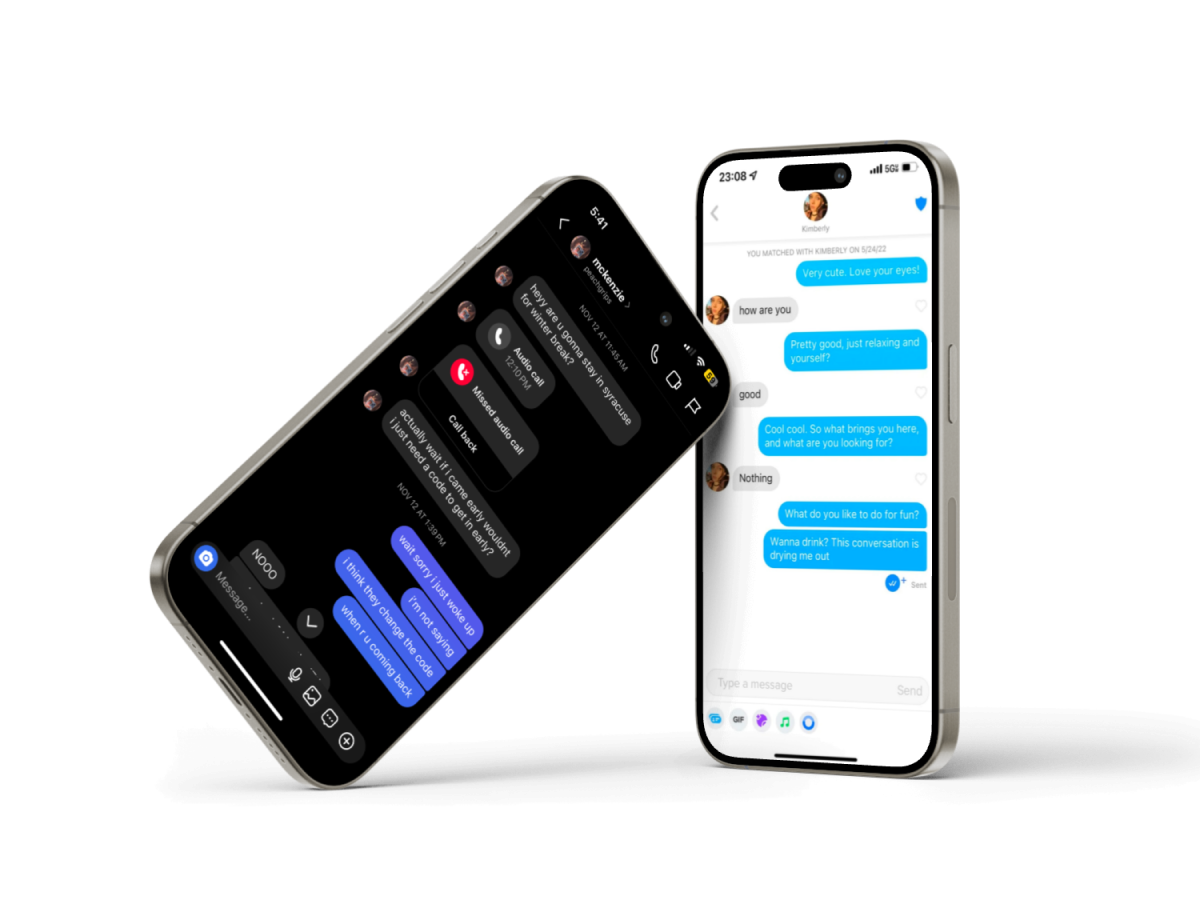 5:41
mckenzie
peachgrips
NOV 12 AT 11:45 AM
heyy are u gonna stay in syracuse
for winter break?
Audio call
12:10 PM
Missed audio call
Call back
actually wait if i came early wouldnt
i just need a code to get in early?
NOV 12 AT 1:39 PM
wait sorry i just woke up
i'm not saying
i think they change the code
when r u coming back
NOOO
Message...
23:08
5G
Kimberly
YOU MATCHED WITH KIMBERLY ON 5/24/22
Very cute. Love your eyes!
how are you
Pretty good, just relaxing and
yourself?
good
Cool cool. So what brings you here,
and what are you looking for?
Nothing
What do you like to do for fun?
Wanna drink? This conversation is
drying me out
Sent
Type a message
Send
GIF